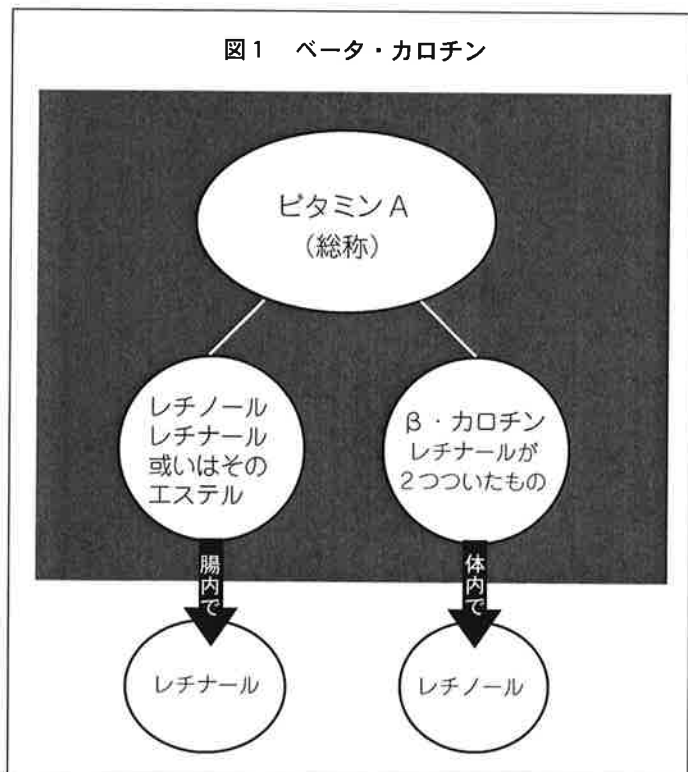 図1 ベータ・カロチン
ビタミンA
(総称)
レチノール
レチナール
或いはその
エステル
β・カロチン
レチナールが
2つついたもの
腸内で
体内で
レチナール
レチノール